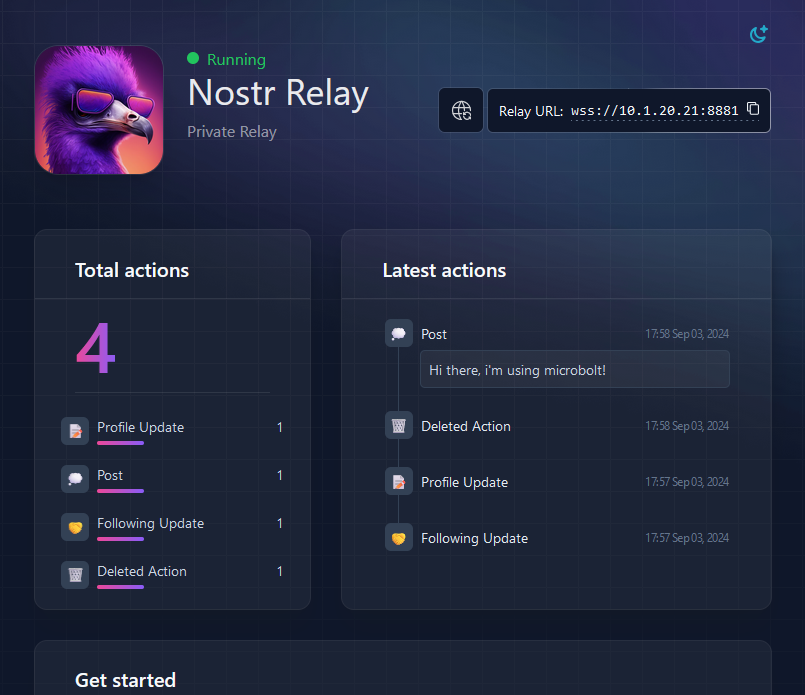 Running
Nostr Relay
Private Relay
Relay URL: wss://10.1.20.21:8881
Total actions
4
Profile Update 1
Post 1
Following Update 1
Deleted Action 1
Latest actions
Post 17:58 Sep 03, 2024
Hi there, i'm using microbolt!
Deleted Action 17:58 Sep 03, 2024
Profile Update 17:57 Sep 03, 2024
Following Update 17:57 Sep 03, 2024
Get started